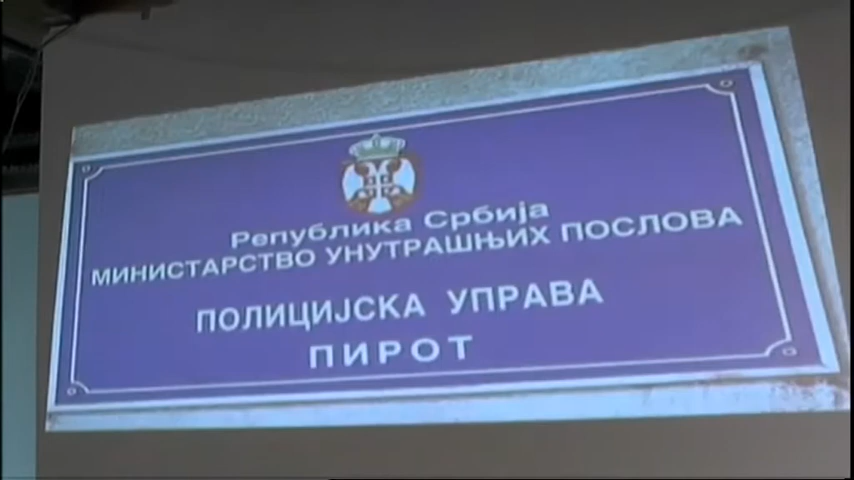 Република Србија
МИНИСТАРСТВО УНУТРАШЊИХ ПОСЛОВА
ПОЛИЦИЈСКА УПРАВА
ПИРОТ